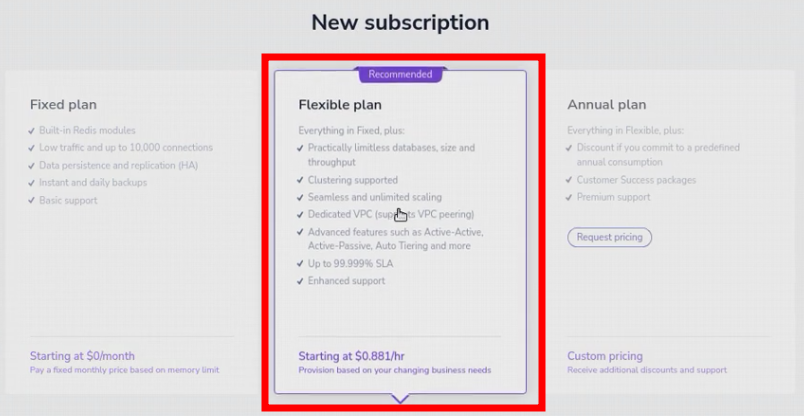 New subscription
Fixed plan
Built-in Redis modules
Low traffic and up to 10,000 connections
Data persistence and replication (HA)
Instant and daily backups
Basic support
Starting at $0/month
Pay a fixed monthly price based on memory limit
Recommended
Flexible plan
Everything in Fixed, plus:
Practically limitless databases, size and
throughput
Clustering supported
Seamless and unlimited scaling
Dedicated VPC VPC peering)
Advanced features such as Active-Active,
Active-Passive, Auto Tiering and more
Up to 99.999% SLA
Enhanced support
Starting at $0.881/hr
Provision based on your changing business needs
Annual plan
Everything in Flexible, plus:
Discount if you commit to a predefined
annual consumption
Customer Success packages
Premium support
Request pricing
Custom pricing
Receive additional discounts and support